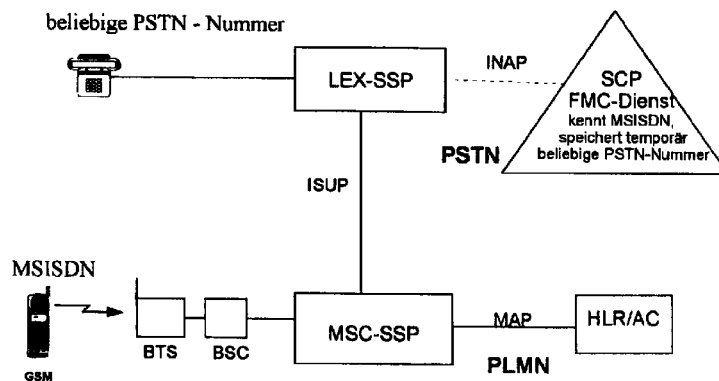 beliebige PSTN - Nummer
LEX-SSP
INAP
SCP
FMC-Dienst
kennt MSISDN,
speichert temporär
beliebige PSTN-Nummer
PSTN
ISUP
MSISDN
GSM
BTS
BSC
MSC-SSP
MAP
HLR/AC
PLMN